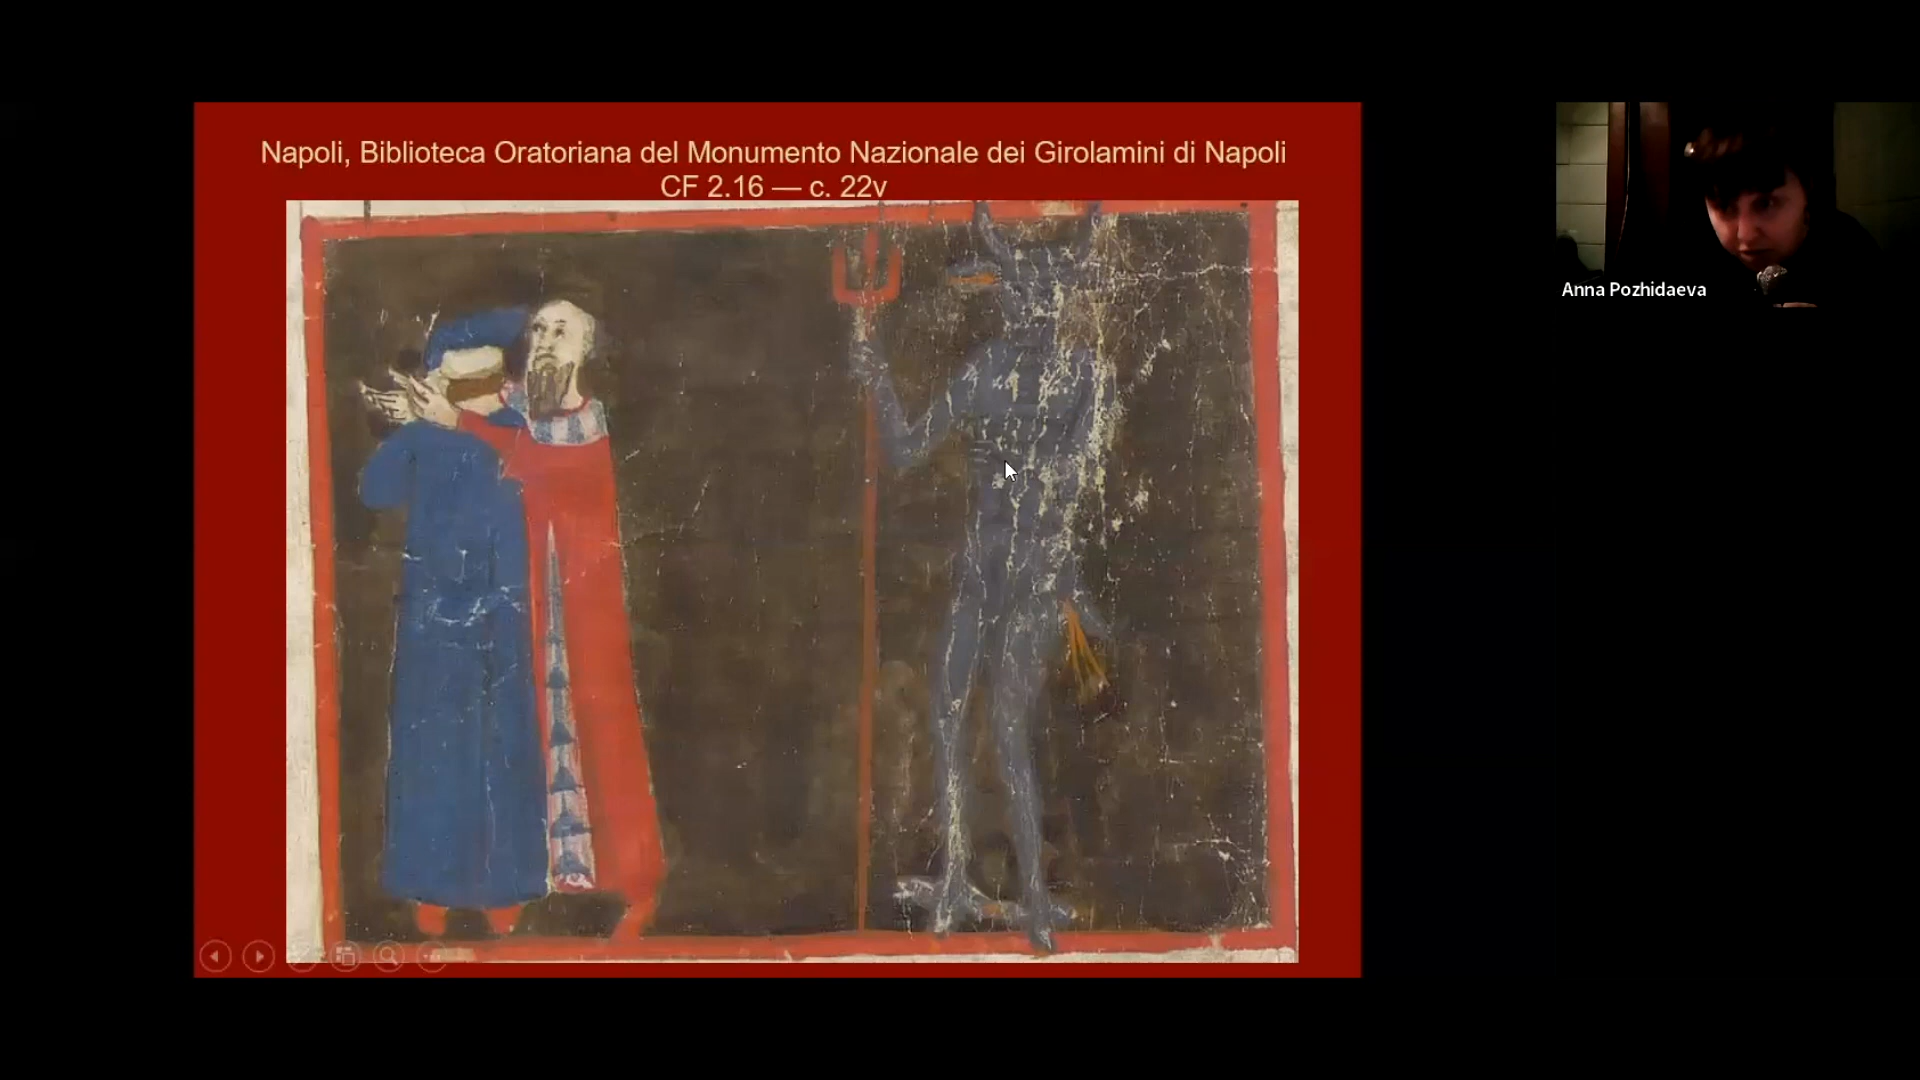 Napoli, Biblioteca Oratoriana del Monumento Nazionale dei Girolamini di Napoli
CF 2.16 — c. 22v
Anna Pozhidaeva